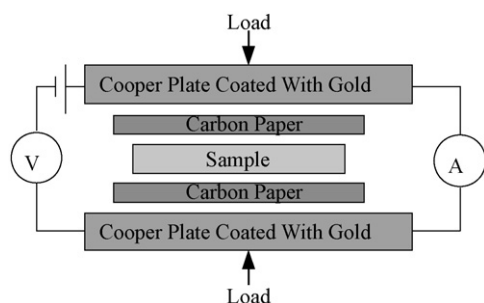 Load
Cooper Plate Coated With Gold
Carbon Paper
Sample
V
A
Carbon Paper
Cooper Plate Coated With Gold
Load